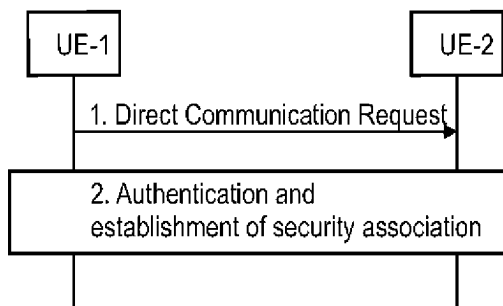 UE-1 UE-2
1. Direct Communication Request
2. Authentication and
establishment of security association